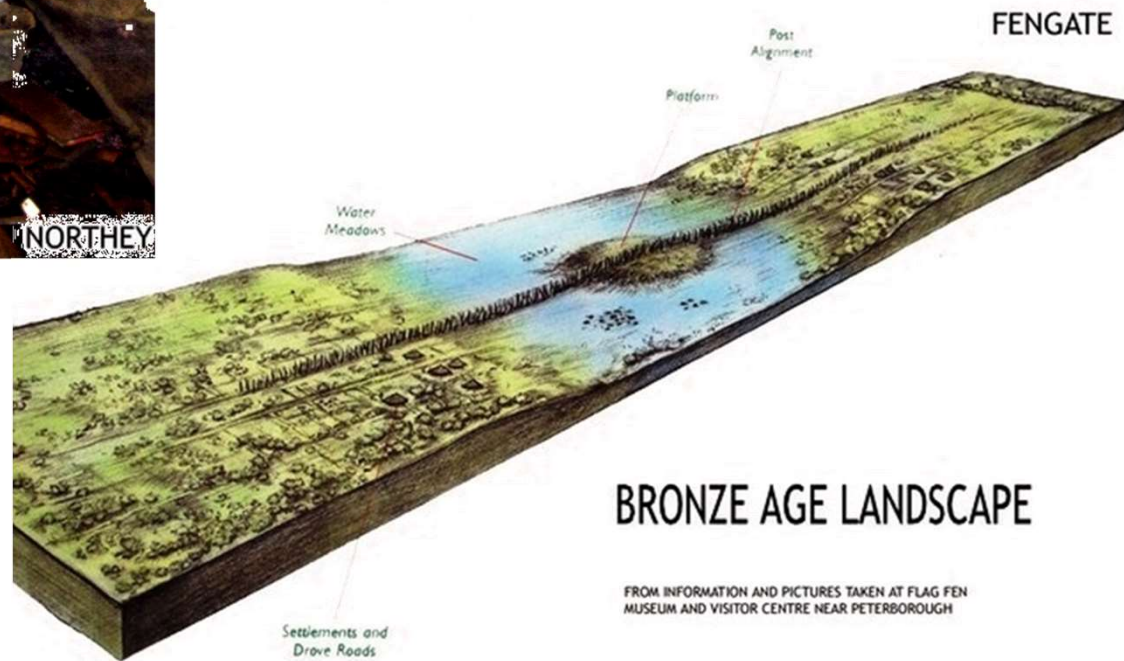 FENGATE
Post
Alignment
Platform
Water
Meadows
NORTHEY
BRONZE AGE LANDSCAPE
FROM INFORMATION AND PICTURES TAKEN AT FLAG FEN
MUSEUM AND VISITOR CENTRE NEAR PETERBOROUGH
Settlements and
Drove Roads